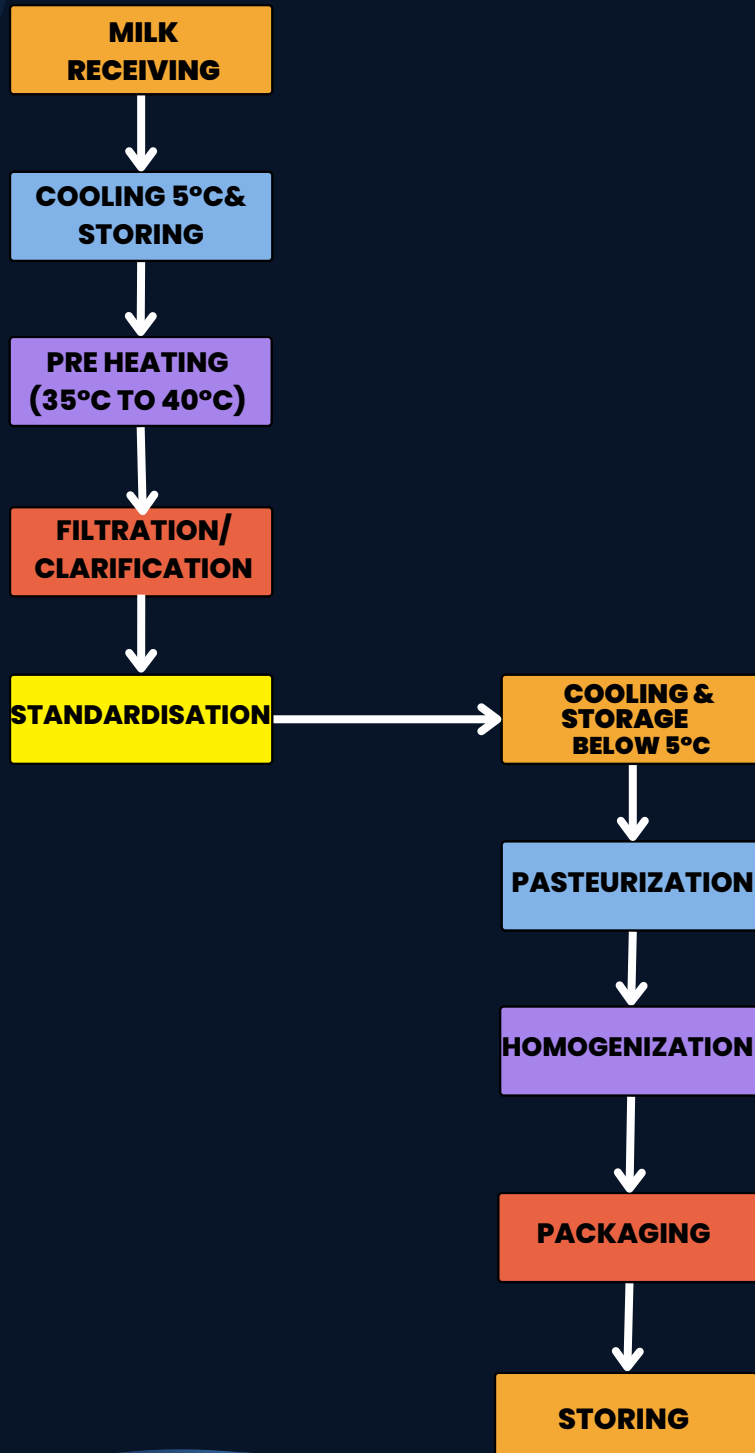 MILK
RECEIVING
COOLING 5°C&
STORING
PRE HEATING
(35°C TO 40°C)
FILTRATION/
CLARIFICATION
STANDARDISATION
COOLING &
STORAGE
BELOW 5°C
PASTEURIZATION
HOMOGENIZATION
PACKAGING
STORING